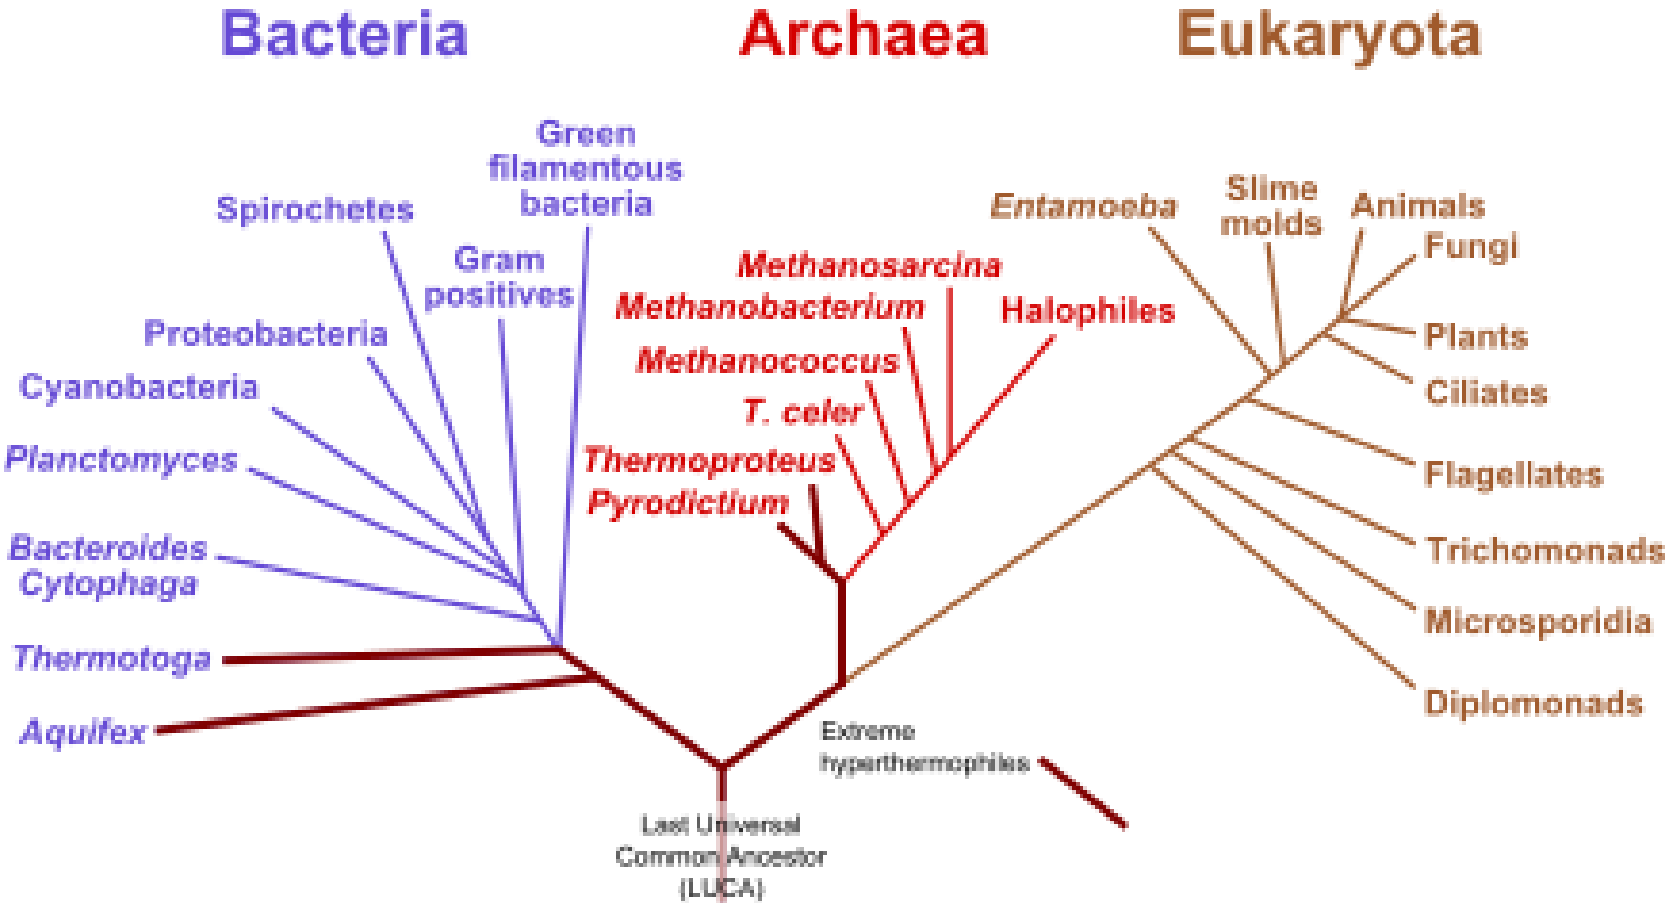 Bacteria
Archaea
Eukaryota
Green
filamentous
bacteria
Spirochetes
Gram
positives
Proteobacteria
Cyanobacteria
Planctomyces
Bacteroides
Cytophaga
Thermotoga
Aquifex
Methanosarcina
Methanobacterium
Halophiles
Methanococcus
T. celer
Thermoproteus
Pyrodictium
Entamoeba
Slime
molds
Animals
Fungi
Plants
Ciliates
Flagellates
Trichomonads
Microsporidia
Diplomonads
Extreme
hyperthermophiles
Last Universal
Common Ancestor
(LUCA)